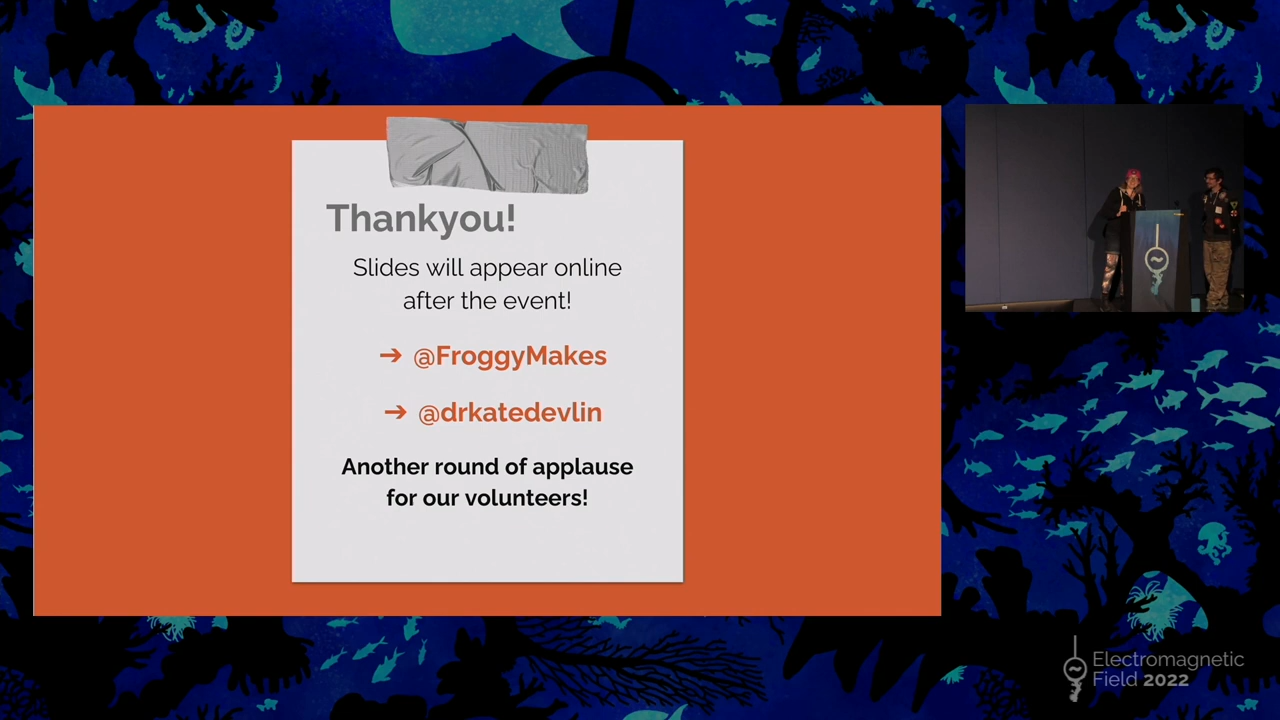 Thankyou!
Slides will appear online
after the event!
➔ @FroggyMakes
➔ @drkatedevlin
Another round of applause
for our volunteers!
Electromagnetic
Field 2022